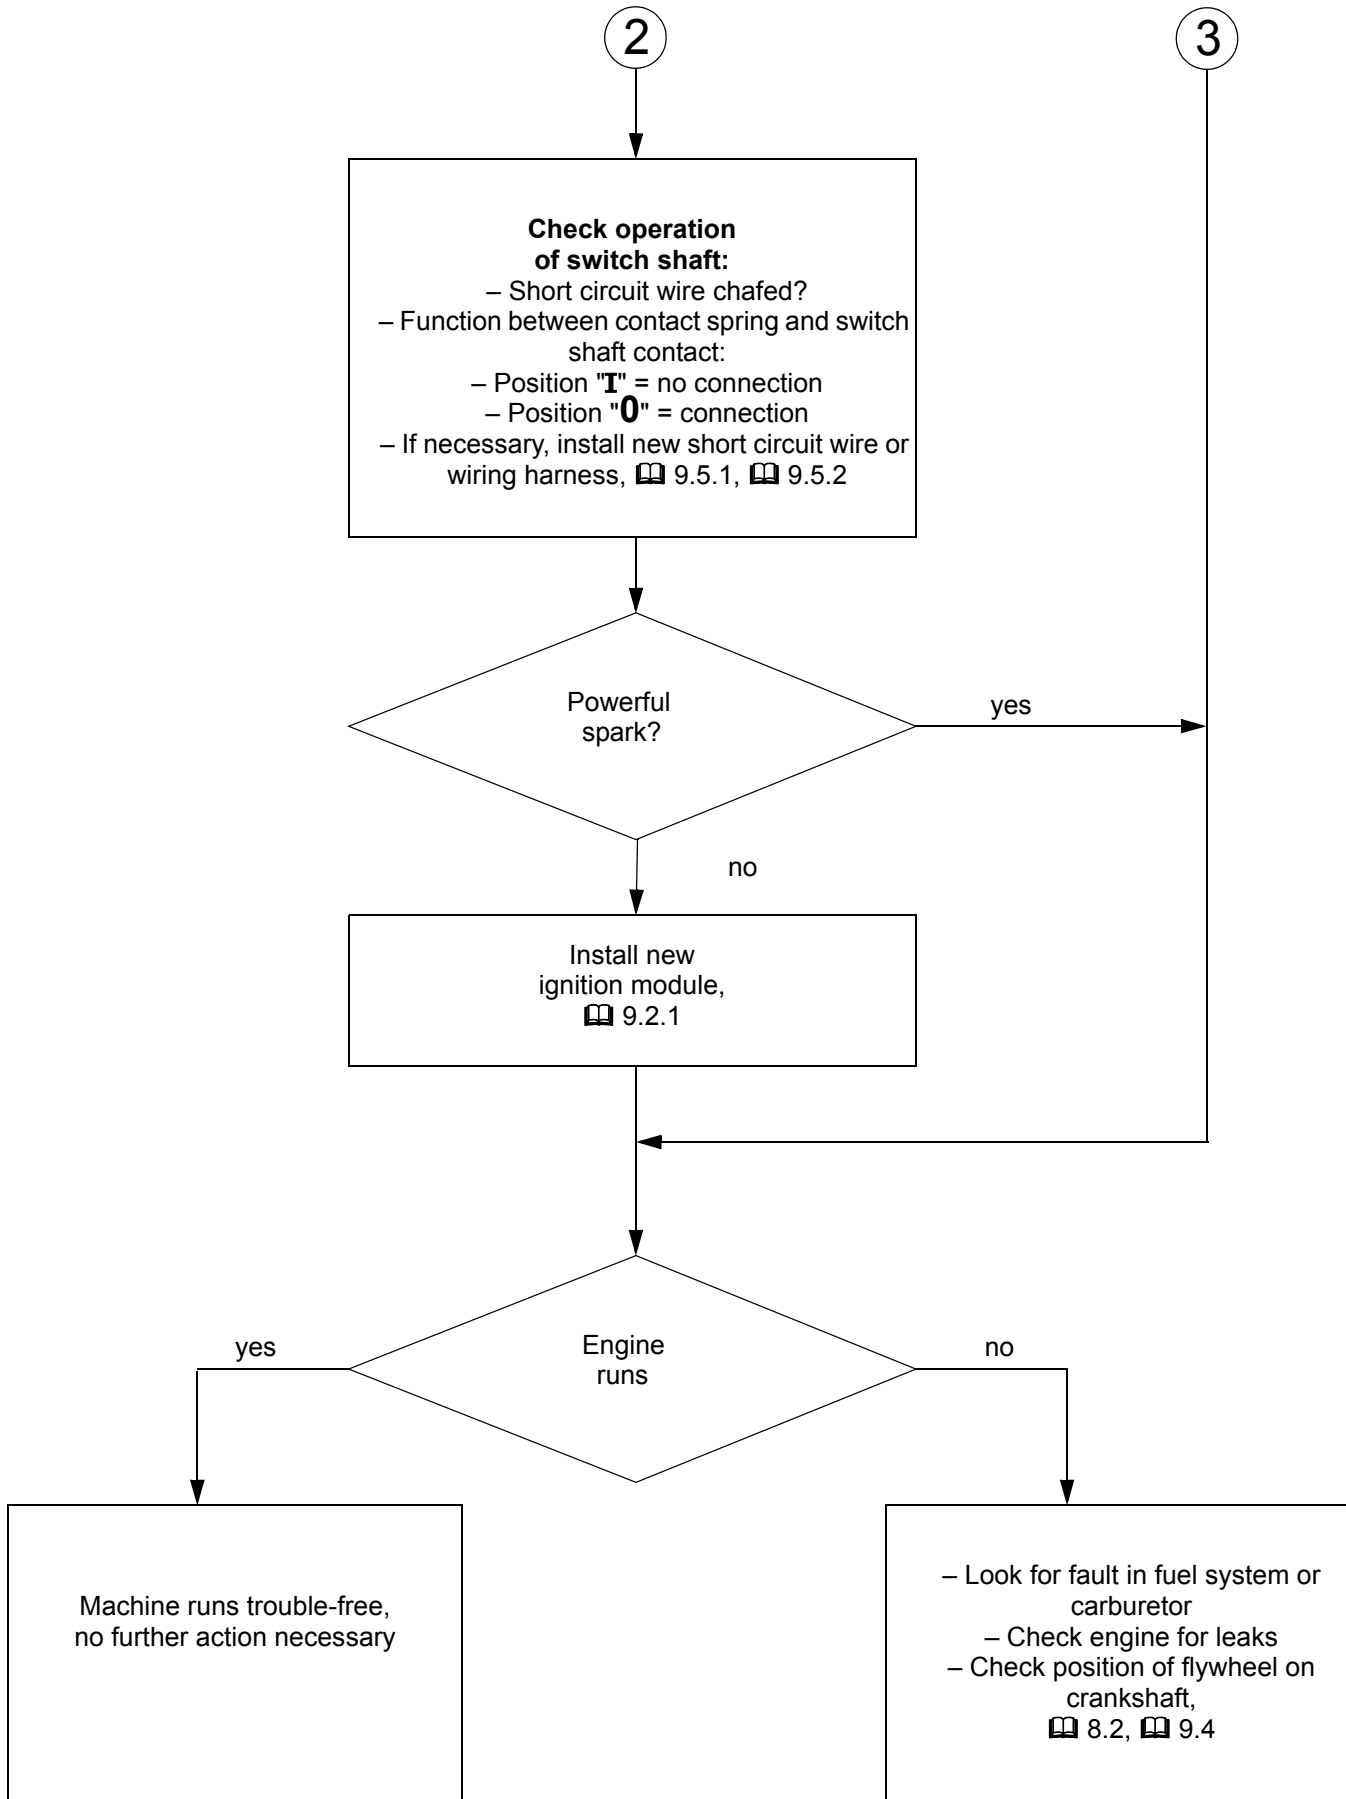 2
3
Check operation
of switch shaft:
– Short circuit wire chafed?
– Function between contact spring and switch
shaft contact:
– Position "I" = no connection
– Position "0" = connection
– If necessary, install new short circuit wire or
wiring harness, 🕮 9.5.1, 🕮 9.5.2
Powerful
spark?
yes
no
Install new
ignition module,
🕮 9.2.1
Engine
runs
yes
no
Machine runs trouble-free,
no further action necessary
– Look for fault in fuel system or
carburetor
– Check engine for leaks
– Check position of flywheel on
crankshaft,
🕮 8.2, 🕮 9.4